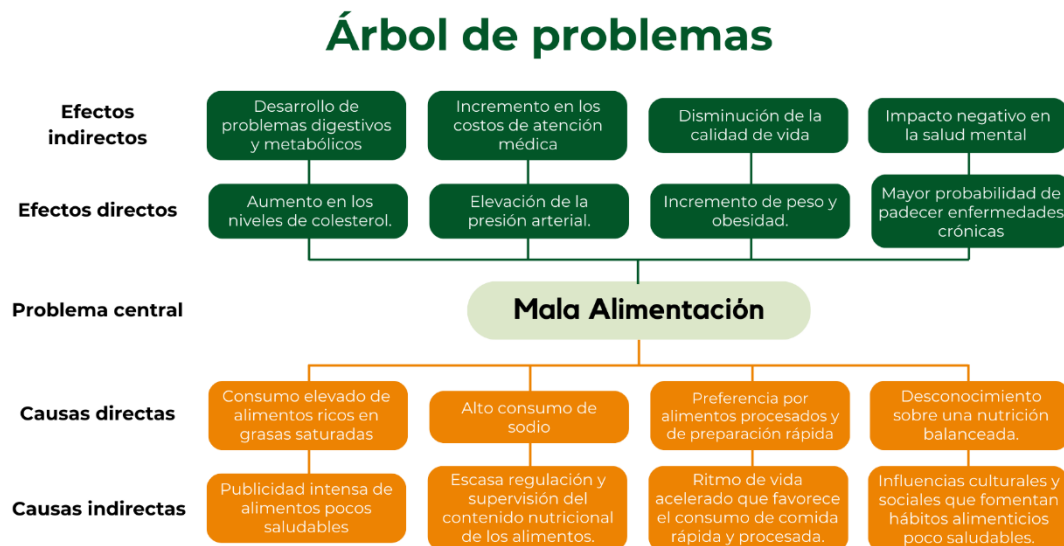 Árbol de problemas
Efectos
indirectos
Desarrollo de
problemas digestivos
y metabólicos
Incremento en los
costos de atención
médica
Disminución de la
calidad de vida
Impacto negativo en
la salud mental
Efectos directos
Aumento en los
niveles de colesterol.
Elevación de la
presión arterial.
Incremento de peso y
obesidad.
Mayor probabilidad de
padecer enfermedades
crónicas
Problema central
Mala Alimentación
Causas directas
Consumo elevado de
alimentos ricos en
grasas saturadas
Alto consumo de
sodio
Preferencia por
alimentos procesados y
de preparación rápida
Desconocimiento
sobre una nutrición
balanceada.
Causas indirectas
Publicidad intensa de
alimentos pocos
saludables
Escasa regulación y
supervisión del
contenido nutricional
de los alimentos.
Ritmo de vida
acelerado que favorece
el consumo de comida
rápida y procesada.
Influencias culturales y
sociales que fomentan
hábitos alimenticios
poco saludables.